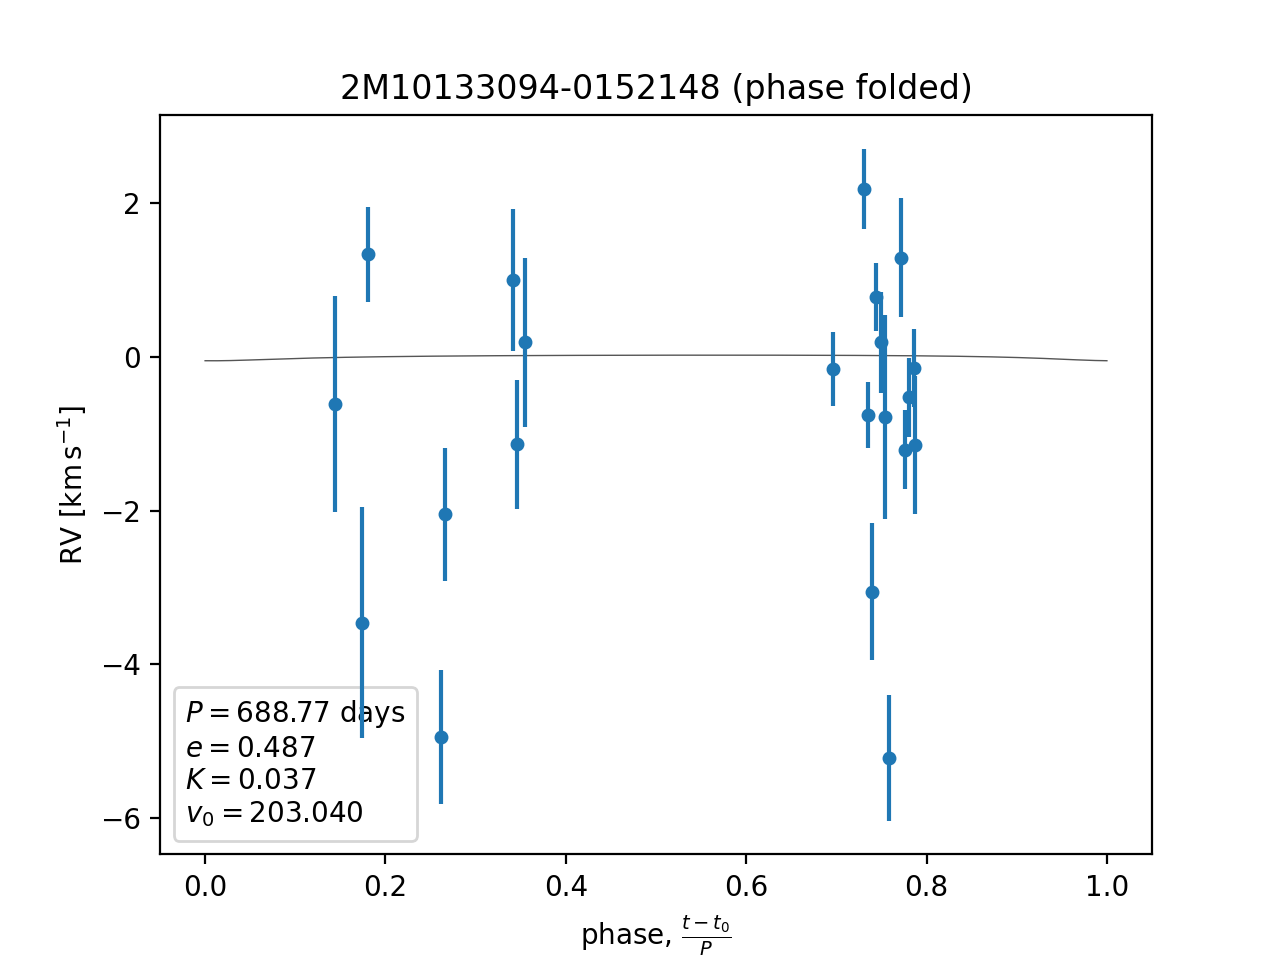 2M10133094-0152148 (phase folded)
2
0
−2
−4
−6
RV [km s⁻¹]
P = 688.77 days
e = 0.487
K = 0.037
v₀ = 203.040
0.0 0.2 0.4 0.6 0.8 1.0
phase, (t − t₀)/P